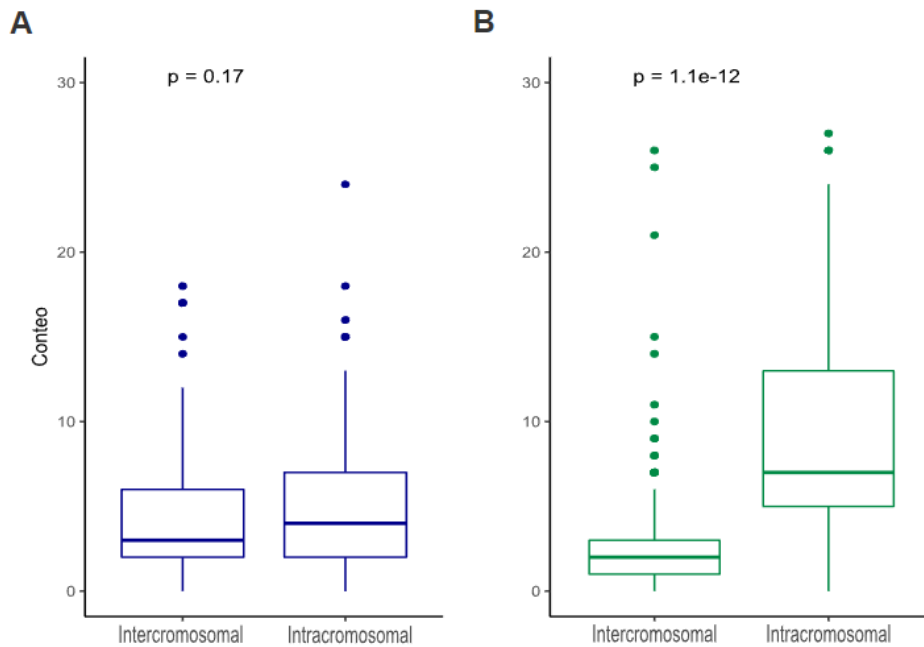 A
B
p = 0.17
p = 1.1e-12
30
20
10
0
Conteo
Intercromosomal
Intracromosomal
30
20
10
0
Intercromosomal
Intracromosomal